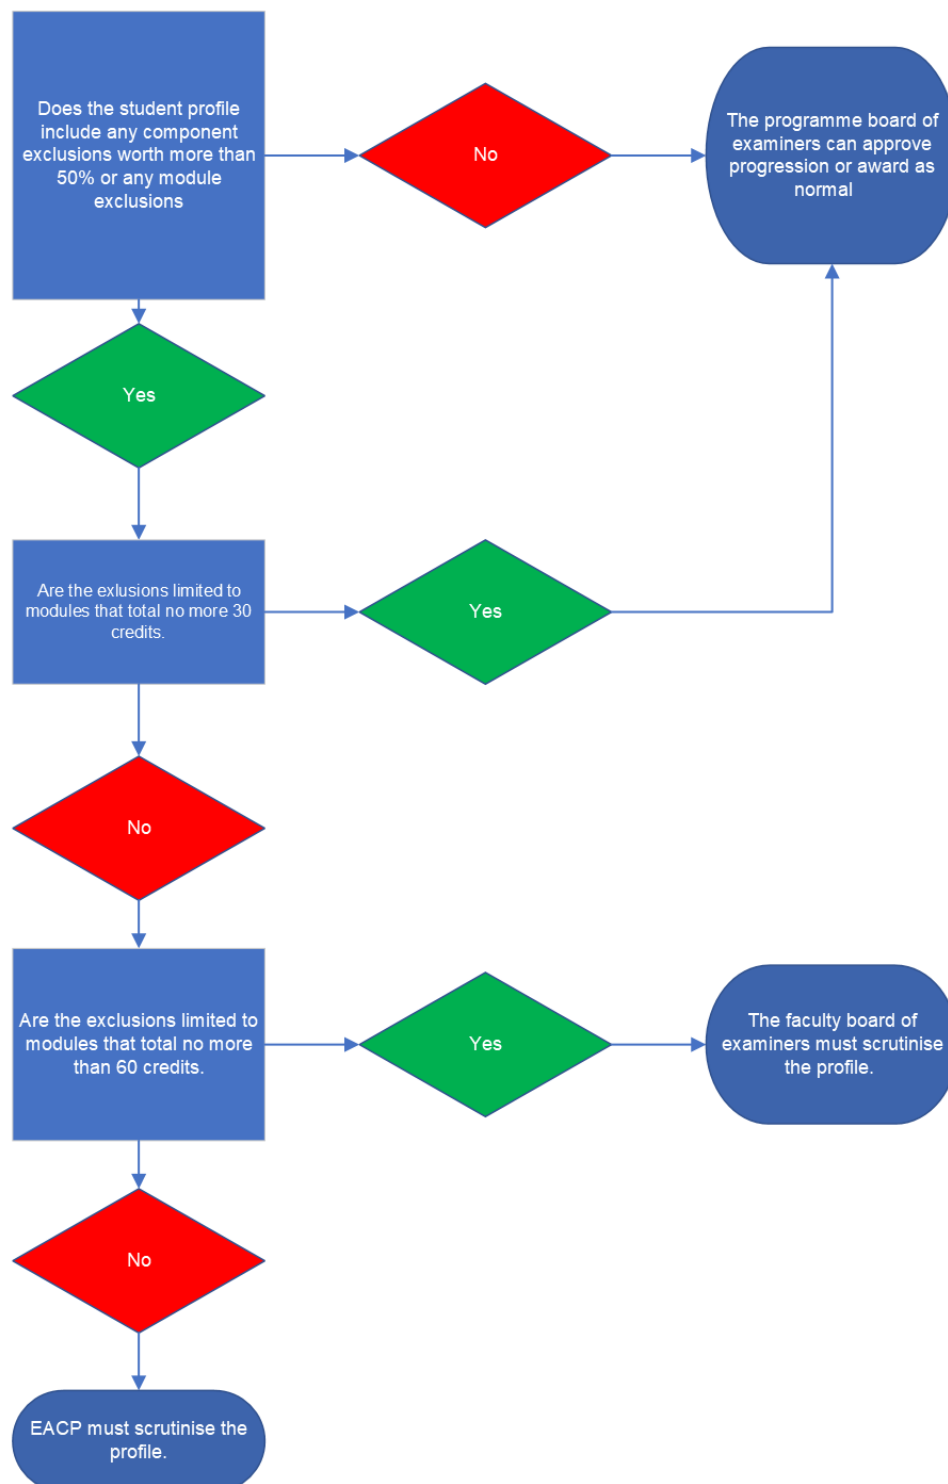 Does the student profile
include any component
exclusions worth more than
50% or any module
exclusions
No
The programme board of
examiners can approve
progression or award as
normal
Yes
Are the exlusions limited to
modules that total no more 30
credits.
Yes
No
Are the exclusions limited to
modules that total no more
than 60 credits.
Yes
The faculty board of
examiners must scrutinise
the profile.
No
EACP must scrutinise the
profile.